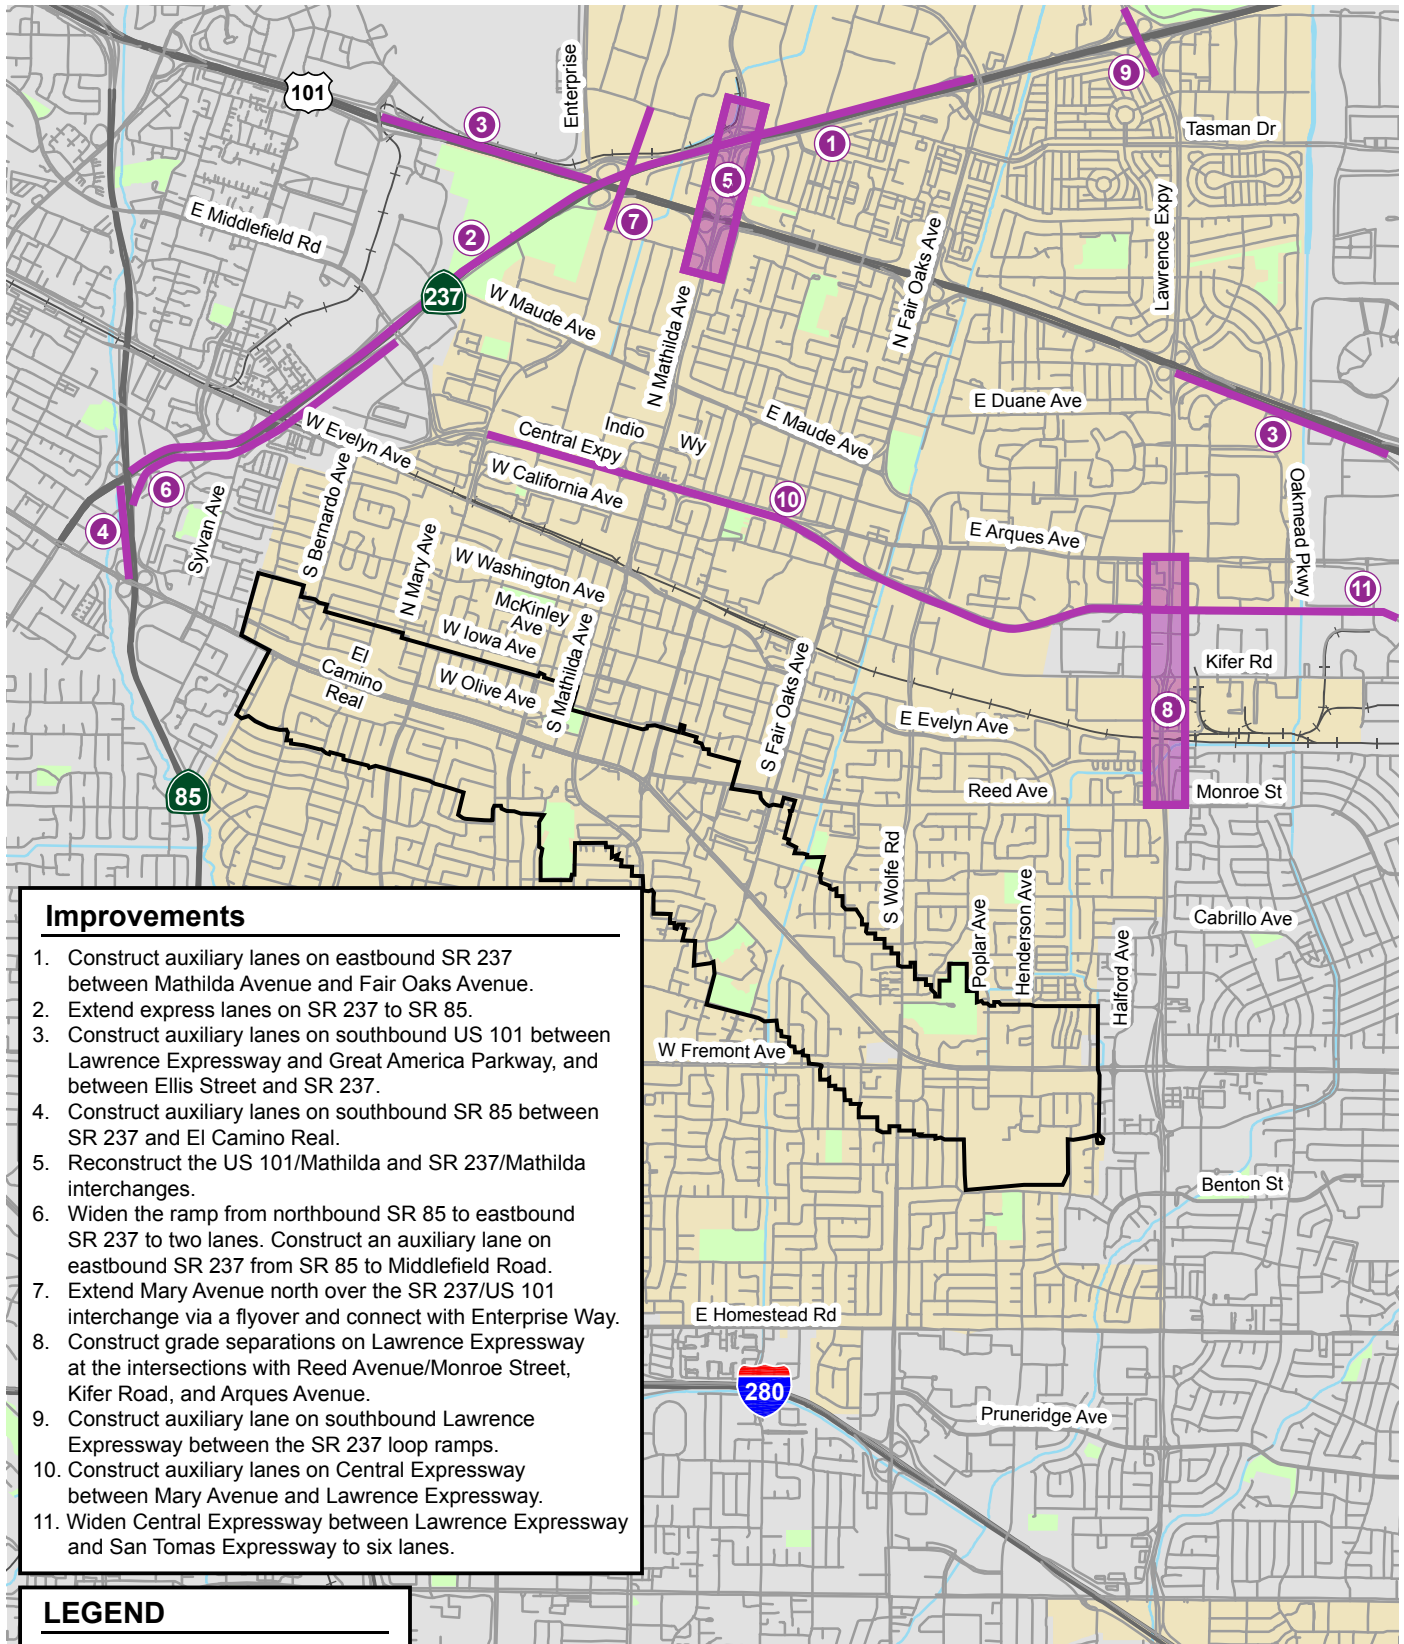 101
3
Enterprise
9
Tasman Dr
1
5
7
2
E Middlefield Rd
237
W Maude Ave
N Mathilda Ave
N Fair Oaks Ave
Lawrence Expy
E Duane Ave
3
E Maude Ave
Indio
Wy
Central Expy
W California Ave
W Evelyn Ave
S Bernardo Ave
6
4
Sylvan Ave
10
E Arques Ave
Oakmead Pkwy
11
N Mary Ave
W Washington Ave
McKinley
Ave
W Iowa Ave
S Mathilda Ave
El
Camino
Real
W Olive Ave
S Fair Oaks Ave
Kifer Rd
8
E Evelyn Ave
Reed Ave
Monroe St
85
S Wolfe Rd
Poplar Ave
Henderson Ave
Halford Ave
Cabrillo Ave
W Fremont Ave
Benton St
E Homestead Rd
280
Pruneridge Ave
Improvements
1. Construct auxiliary lanes on eastbound SR 237
between Mathilda Avenue and Fair Oaks Avenue.
2. Extend express lanes on SR 237 to SR 85.
3. Construct auxiliary lanes on southbound US 101 between
Lawrence Expressway and Great America Parkway, and
between Ellis Street and SR 237.
4. Construct auxiliary lanes on southbound SR 85 between
SR 237 and El Camino Real.
5. Reconstruct the US 101/Mathilda and SR 237/Mathilda
interchanges.
6. Widen the ramp from northbound SR 85 to eastbound
SR 237 to two lanes. Construct an auxiliary lane on
eastbound SR 237 from SR 85 to Middlefield Road.
7. Extend Mary Avenue north over the SR 237/US 101
interchange via a flyover and connect with Enterprise Way.
8. Construct grade separations on Lawrence Expressway
at the intersections with Reed Avenue/Monroe Street,
Kifer Road, and Arques Avenue.
9. Construct auxiliary lane on southbound Lawrence
Expressway between the SR 237 loop ramps.
10. Construct auxiliary lanes on Central Expressway
between Mary Avenue and Lawrence Expressway.
11. Widen Central Expressway between Lawrence Expressway
and San Tomas Expressway to six lanes.
LEGEND